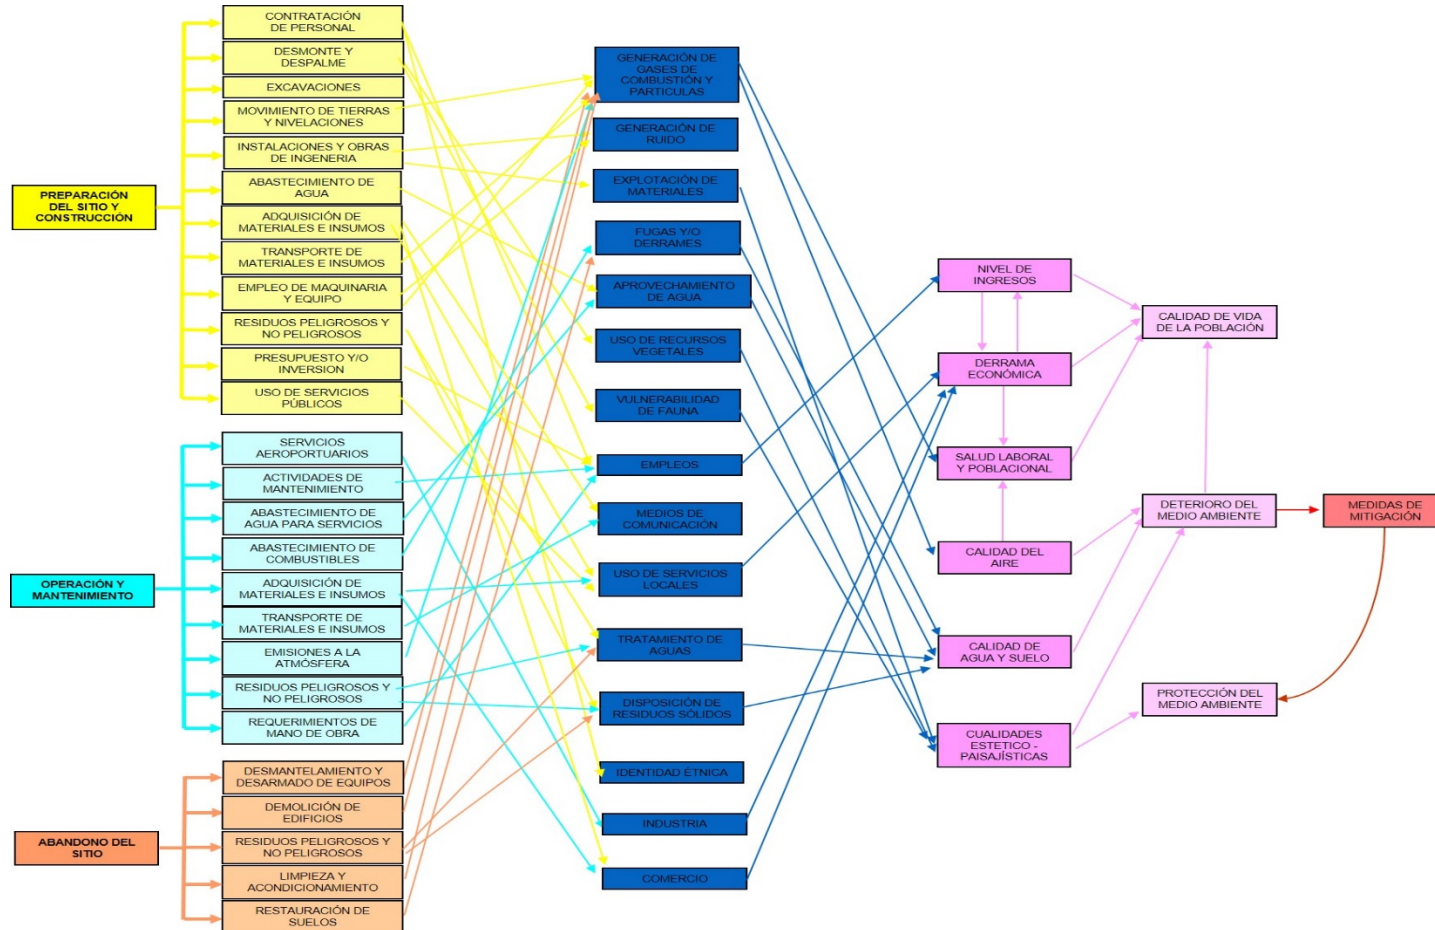 PREPARACIÓN
DEL SITIO Y
CONSTRUCCIÓN
CONTRATACIÓN
DE PERSONAL
DESMONTE Y
DESPALME
EXCAVACIONES
MOVIMIENTO DE TIERRAS
Y NIVELACIONES
INSTALACIONES Y OBRAS
DE INGENERIA
ABASTECIMIENTO DE
AGUA
ADQUISICIÓN DE
MATERIALES E INSUMOS
TRANSPORTE DE
MATERIALES E INSUMOS
EMPLEO DE MAQUINARIA
Y EQUIPO
RESIDUOS PELIGROSOS Y
NO PELIGROSOS
PRESUPUESTO Y/O
INVERSION
USO DE SERVICIOS
PÚBLICOS
OPERACIÓN Y
MANTENIMIENTO
SERVICIOS
AEROPORTUARIOS
ACTIVIDADES DE
MANTENIMIENTO
ABASTECIMIENTO DE
AGUA PARA SERVICIOS
ABASTECIMIENTO DE
COMBUSTIBLES
ADQUISICIÓN DE
MATERIALES E INSUMOS
TRANSPORTE DE
MATERIALES E INSUMOS
EMISIONES A LA
ATMÓSFERA
RESIDUOS PELIGROSOS Y
NO PELIGROSOS
REQUERIMIENTOS DE
MANO DE OBRA
ABANDONO DEL
SITIO
DESMANTELAMIENTO Y
DESARMADO DE EQUIPOS
DEMOLICIÓN DE
EDIFICIOS
RESIDUOS PELIGROSOS Y
NO PELIGROSOS
LIMPIEZA Y
ACONDICIONAMIENTO
RESTAURACIÓN DE
SUELOS
GENERACIÓN DE
GASES DE
COMBUSTIÓN Y
PARTICULAS
GENERACIÓN DE
RUIDO
EXPLOTACIÓN DE
MATERIALES
FUGAS Y/O
DERRAMES
APROVECHAMIENTO
DE AGUA
USO DE RECURSOS
VEGETALES
VULNERABILIDAD
DE FAUNA
EMPLEOS
MEDIOS DE
COMUNICACIÓN
USO DE SERVICIOS
LOCALES
TRATAMIENTO DE
AGUAS
DISPOSICIÓN DE
RESIDUOS SÓLIDOS
IDENTIDAD ÉTNICA
INDUSTRIA
COMERCIO
NIVEL DE
INGRESOS
DERRAMA
ECONÓMICA
SALUD LABORAL
Y POBLACIONAL
CALIDAD DEL
AIRE
CALIDAD DE
AGUA Y SUELO
CUALIDADES
ESTETICO -
PAISAJÍSTICAS
CALIDAD DE VIDA
DE LA POBLACIÓN
DETERIORO DEL
MEDIO AMBIENTE
PROTECCIÓN DEL
MEDIO AMBIENTE
MEDIDAS DE
MITIGACIÓN